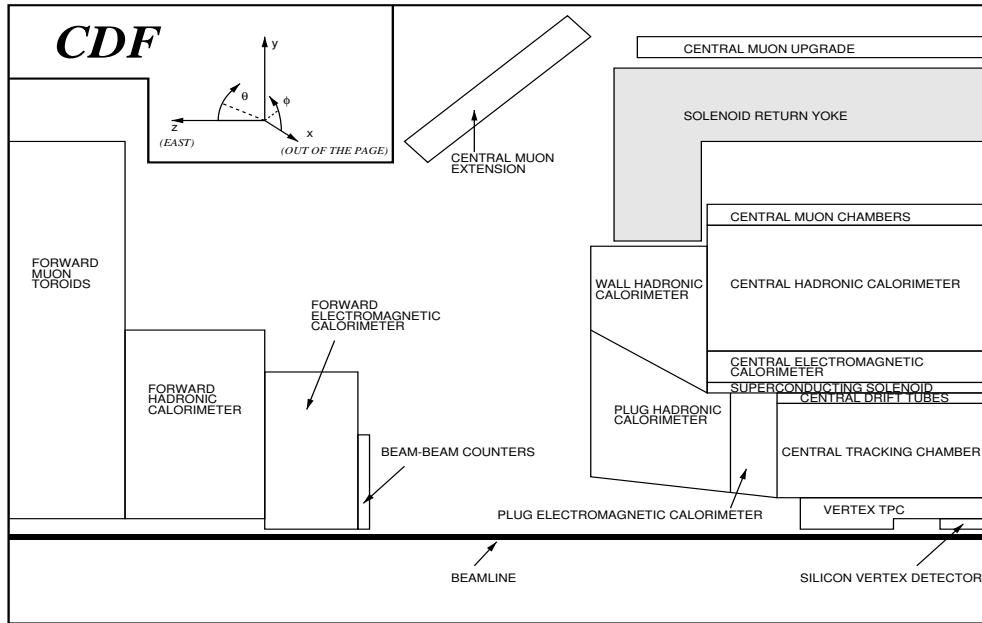 CDF
y
θ
ϕ
z
x
(EAST)
(OUT OF THE PAGE)
CENTRAL MUON
EXTENSION
CENTRAL MUON UPGRADE
SOLENOID RETURN YOKE
CENTRAL MUON CHAMBERS
FORWARD
MUON
TOROIDS
WALL HADRONIC
CALORIMETER
CENTRAL HADRONIC CALORIMETER
FORWARD
ELECTROMAGNETIC
CALORIMETER
CENTRAL ELECTROMAGNETIC
CALORIMETER
SUPERCONDUCTING SOLENOID
CENTRAL DRIFT TUBES
FORWARD
HADRONIC
CALORIMETER
PLUG HADRONIC
CALORIMETER
BEAM-BEAM COUNTERS
CENTRAL TRACKING CHAMBER
PLUG ELECTROMAGNETIC CALORIMETER
VERTEX TPC
BEAMLINE
SILICON VERTEX DETECTOR